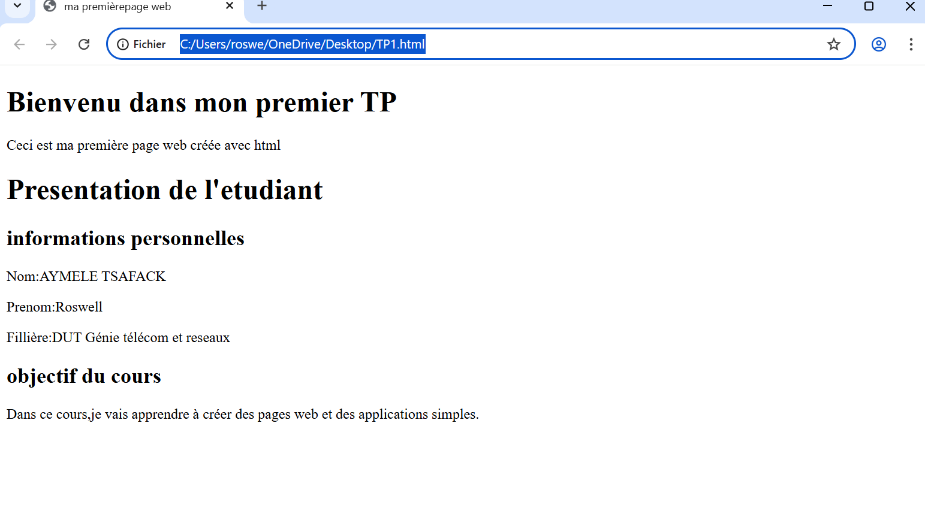 ma premièrepage web
Fichier C:/Users/roswe/OneDrive/Desktop/TP1.html
Bienvenu dans mon premier TP
Ceci est ma première page web créée avec html
Presentation de l'etudiant
informations personnelles
Nom:AYMELE TSAFACK
Prenom:Roswell
Fillière:DUT Génie télécom et reseaux
objectif du cours
Dans ce cours,je vais apprendre à créer des pages web et des applications simples.